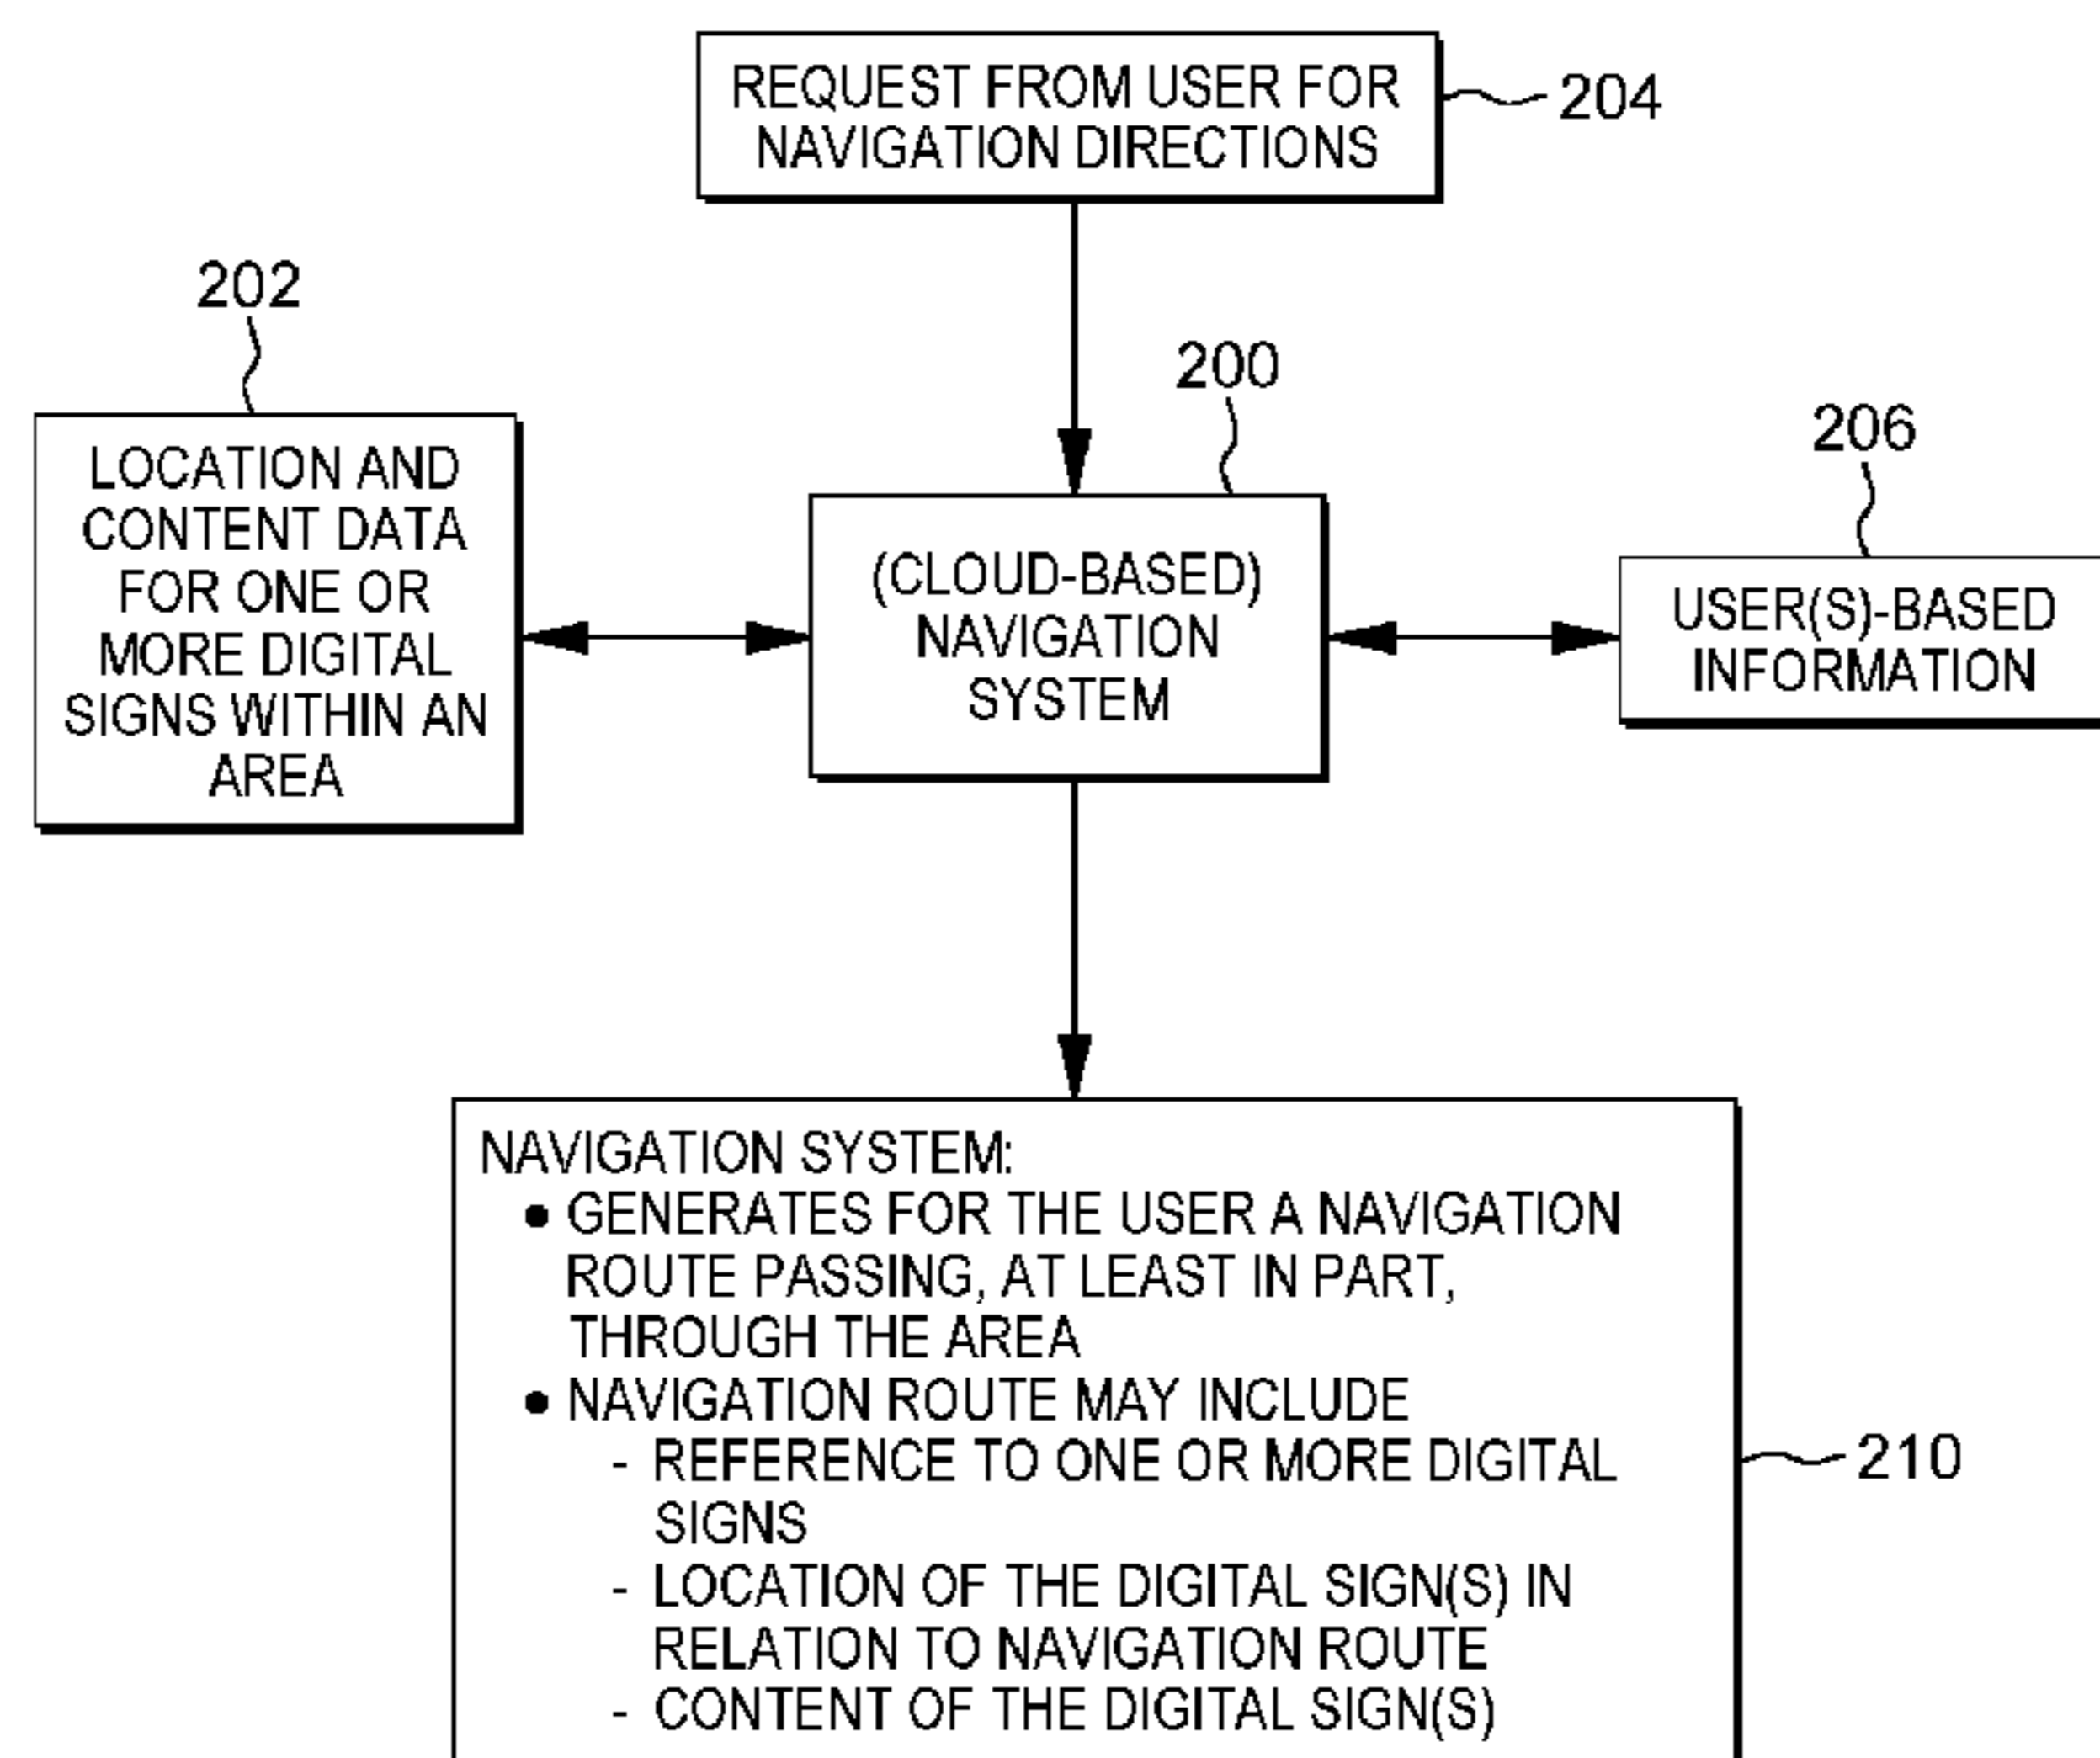 REQUEST FROM USER FOR
NAVIGATION DIRECTIONS
204
202
200
206
LOCATION AND
CONTENT DATA
FOR ONE OR
MORE DIGITAL
SIGNS WITHIN AN
AREA
(CLOUD-BASED)
NAVIGATION
SYSTEM
USER(S)-BASED
INFORMATION
NAVIGATION SYSTEM:
● GENERATES FOR THE USER A NAVIGATION
ROUTE PASSING, AT LEAST IN PART,
THROUGH THE AREA
● NAVIGATION ROUTE MAY INCLUDE
- REFERENCE TO ONE OR MORE DIGITAL
SIGNS
- LOCATION OF THE DIGITAL SIGN(S) IN
RELATION TO NAVIGATION ROUTE
- CONTENT OF THE DIGITAL SIGN(S)
210